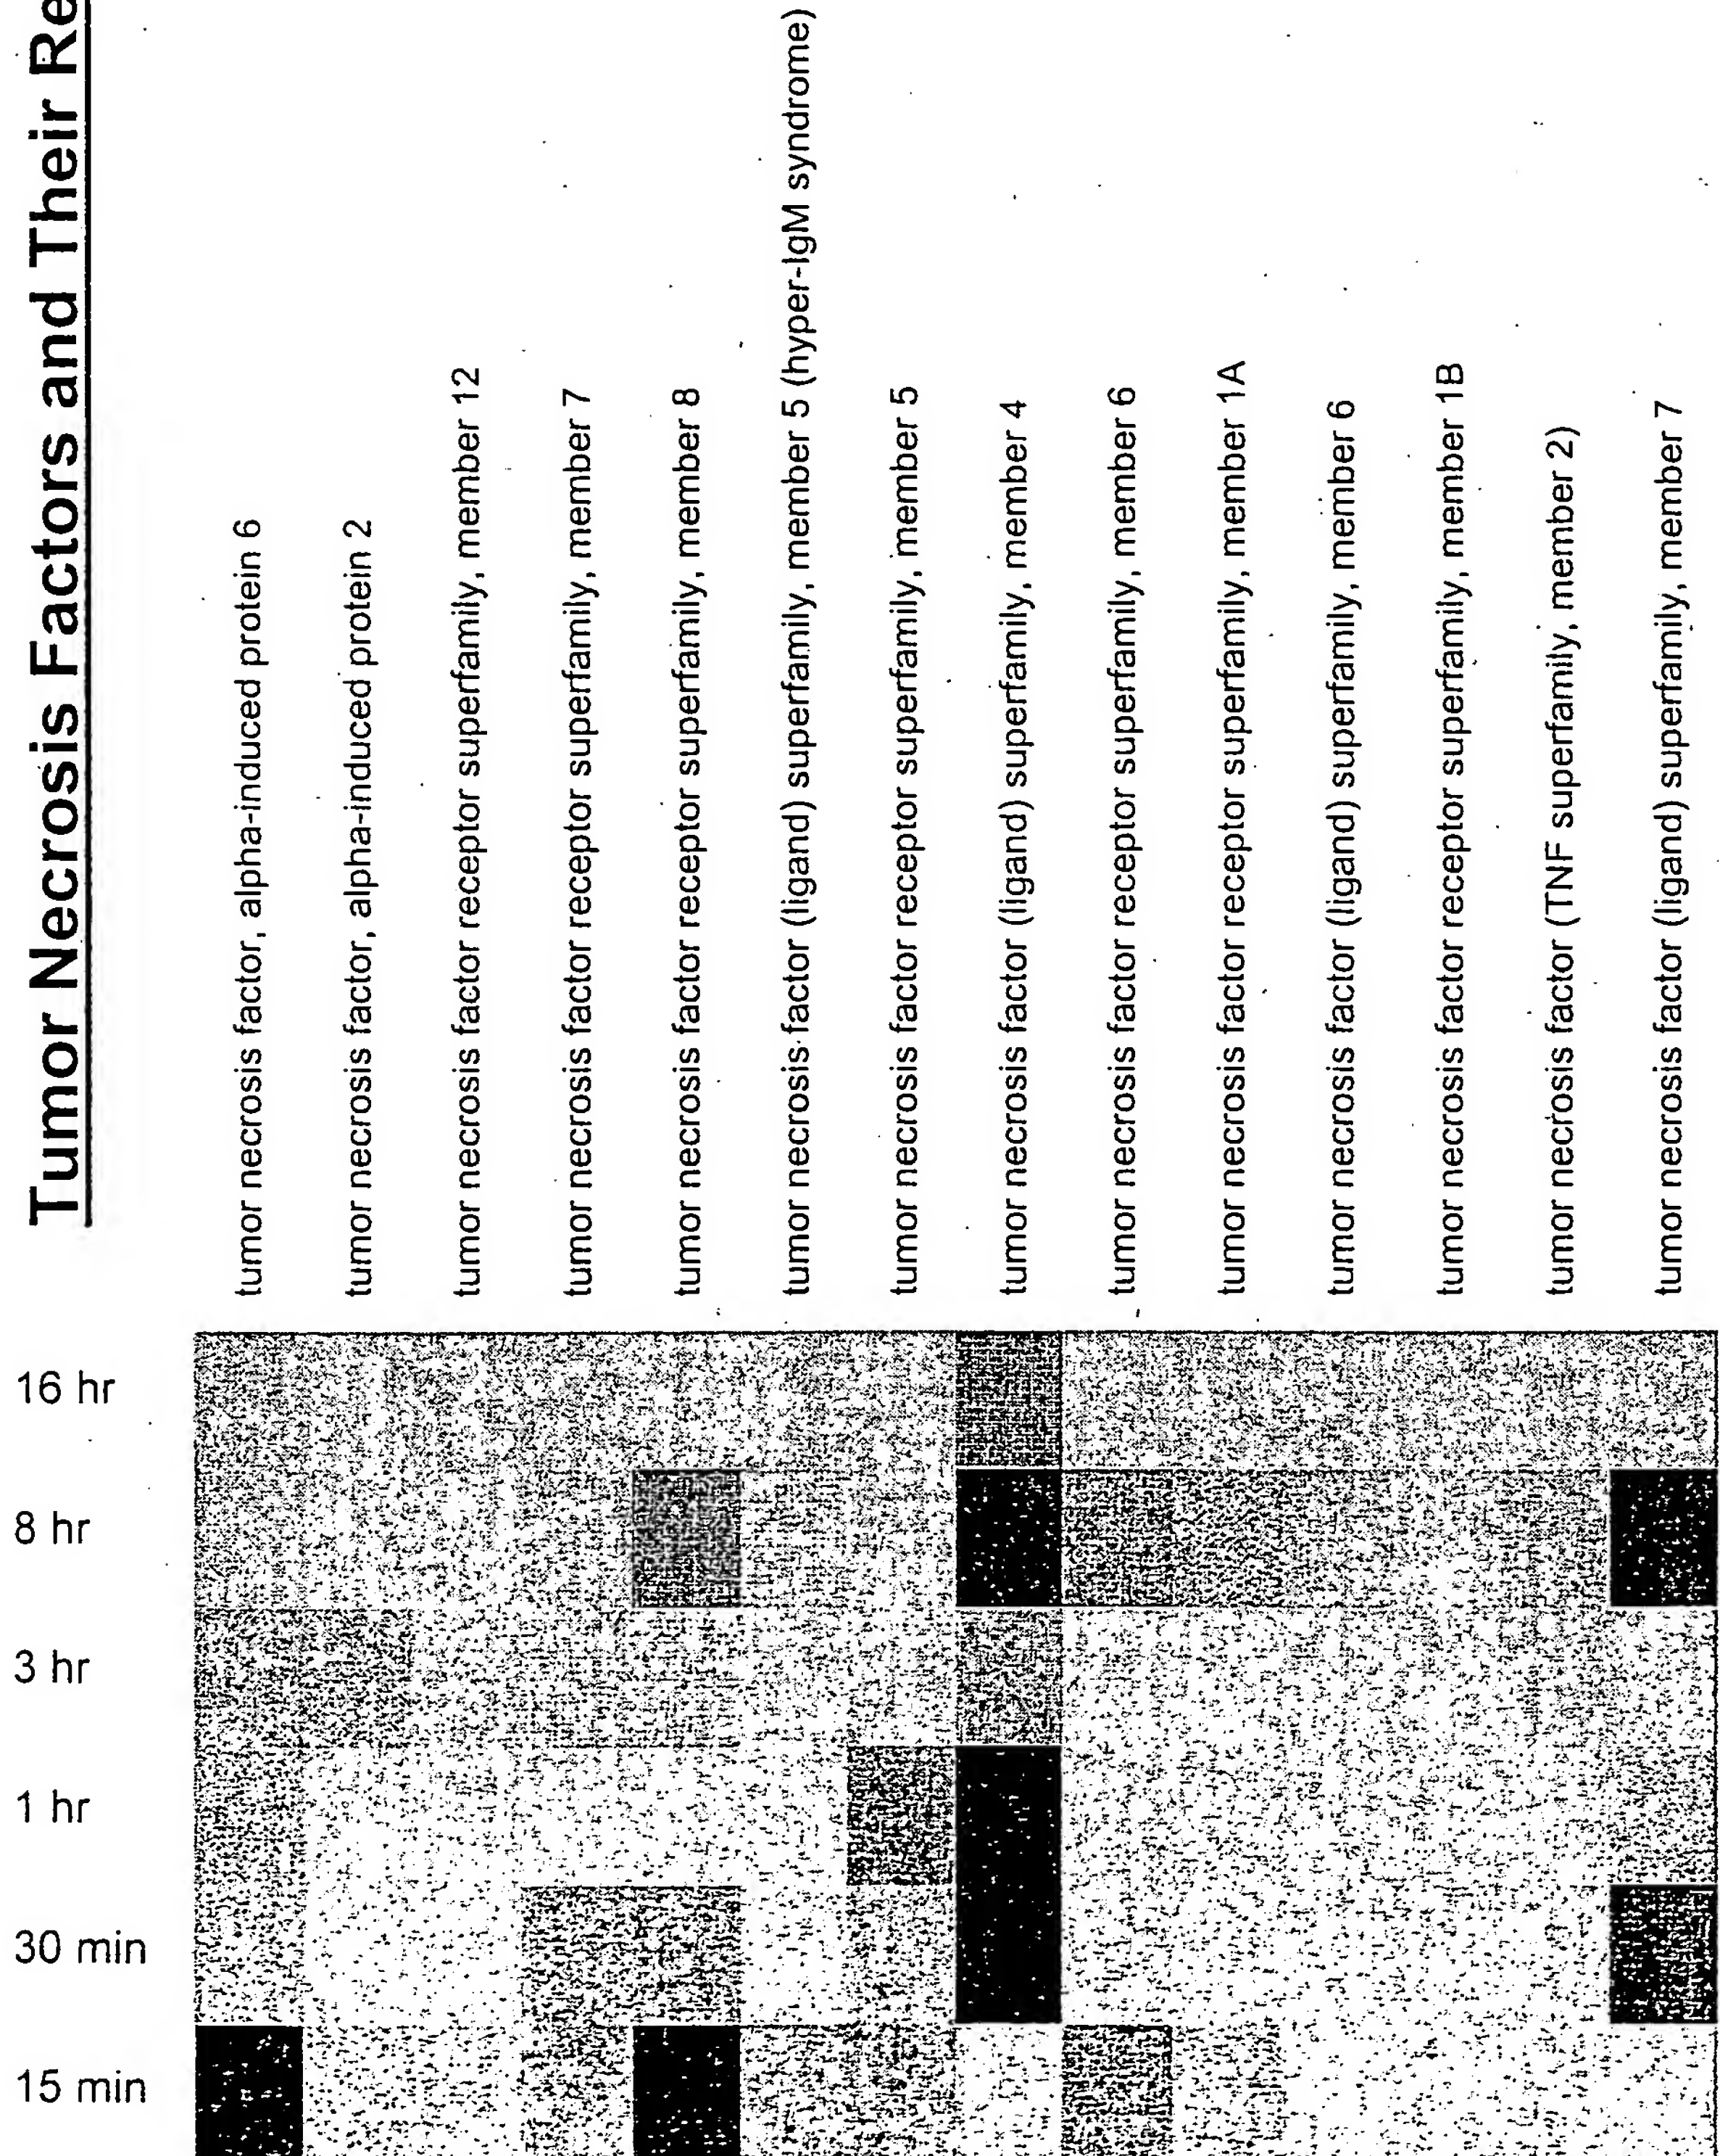 Tumor Necrosis Factors and Their Re
tumor necrosis factor, alpha-induced protein 6
tumor necrosis factor, alpha-induced protein 2
tumor necrosis factor receptor superfamily, member 12
tumor necrosis factor receptor superfamily, member 7
tumor necrosis factor receptor superfamily, member 8
tumor necrosis factor (ligand) superfamily, member 5 (hyper-IgM syndrome)
tumor necrosis factor receptor superfamily, member 5
tumor necrosis factor (ligand) superfamily, member 4
tumor necrosis factor receptor superfamily, member 6
tumor necrosis factor receptor superfamily, member 1A
tumor necrosis factor (ligand) superfamily, member 6
tumor necrosis factor receptor superfamily, member 1B
tumor necrosis factor (TNF superfamily, member 2)
tumor necrosis factor (ligand) superfamily, member 7
16 hr
8 hr
3 hr
1 hr
30 min
15 min